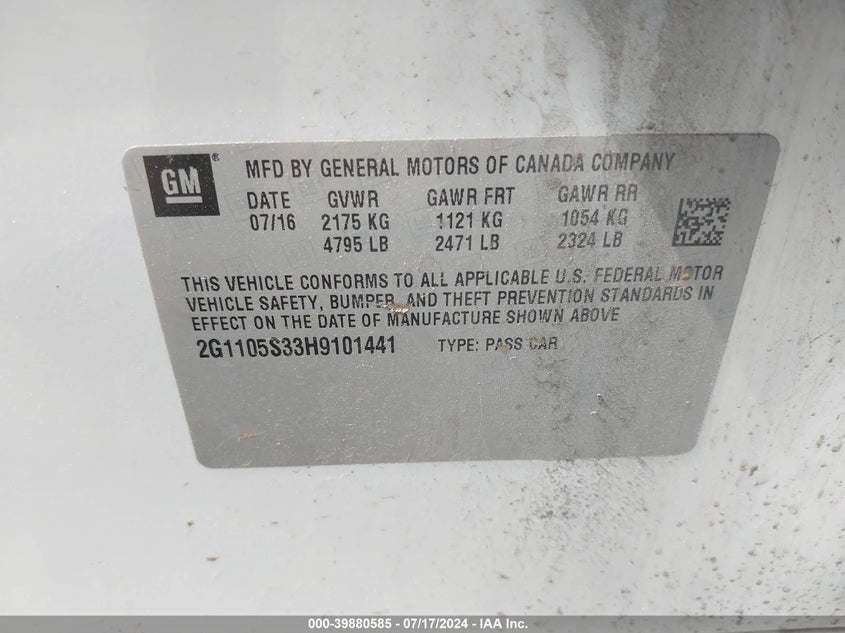 GM ®
MFD BY GENERAL MOTORS OF CANADA COMPANY
DATE GVWR GAWR FRT GAWR RR
07/16 2175 KG 1121 KG 1054 KG
4795 LB 2471 LB 2324 LB
THIS VEHICLE CONFORMS TO ALL APPLICABLE U.S. FEDERAL MOTOR
VEHICLE SAFETY, BUMPER, AND THEFT PREVENTION STANDARDS IN
EFFECT ON THE DATE OF MANUFACTURE SHOWN ABOVE
2G1105S33H9101441 TYPE: PASS CAR
000-39880585 - 07/17/2024 - IAA Inc.